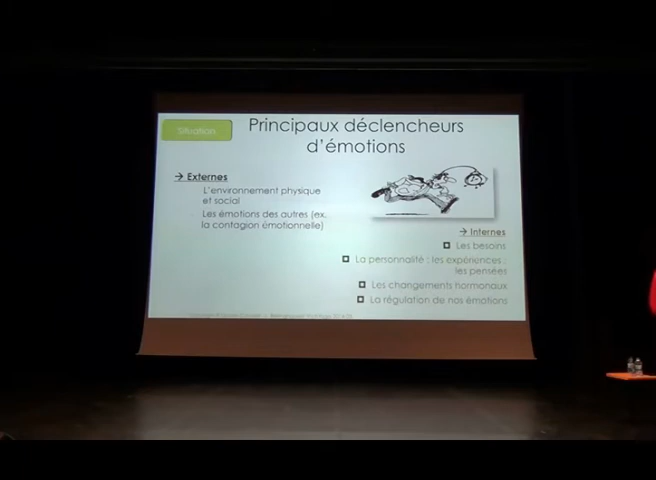 Situation
Principaux déclencheurs
d'émotions
→ Externes
L'environnement physique
et social
Les émotions des autres (ex.
la contagion émotionnelle)
→ Internes
Les besoins
La personnalité ; les expériences ;
les pensées
Les changements hormonaux
La régulation de nos émotions